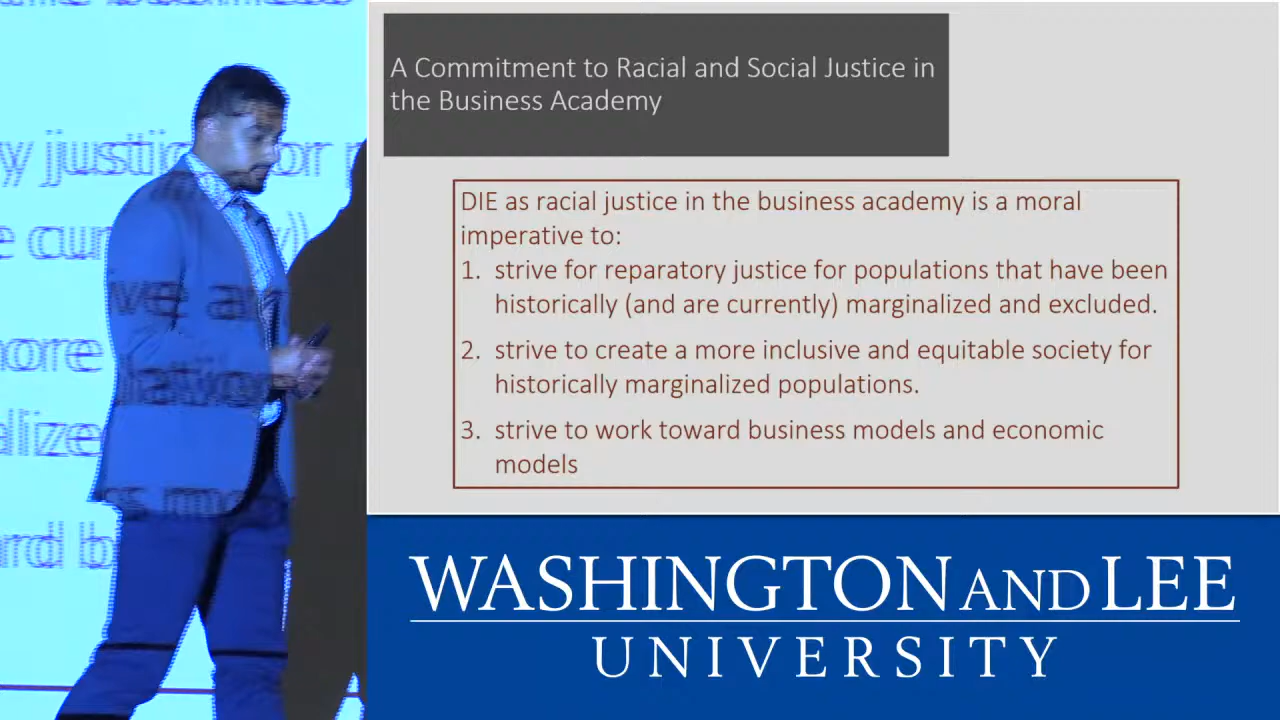 A Commitment to Racial and Social Justice in
the Business Academy
DIE as racial justice in the business academy is a moral
imperative to:
1. strive for reparatory justice for populations that have been
historically (and are currently) marginalized and excluded.
2. strive to create a more inclusive and equitable society for
historically marginalized populations.
3. strive to work toward business models and economic
models
WASHINGTON AND LEE
UNIVERSITY